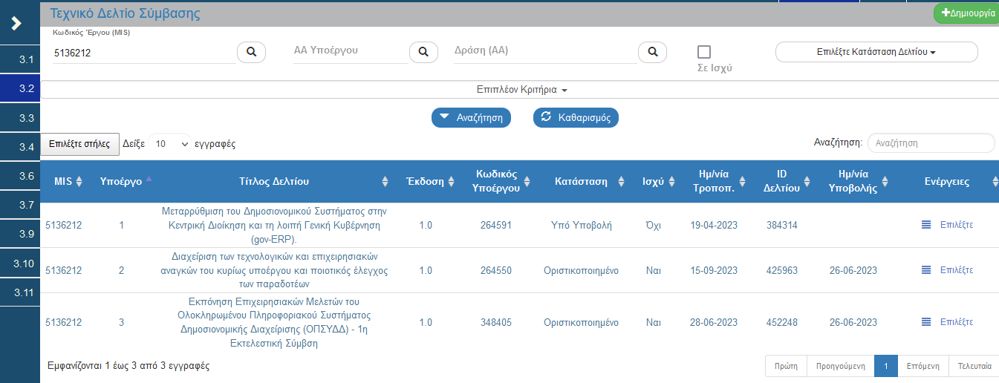 Τεχνικό Δελτίο Σύμβασης
Δημιουργία
Κωδικός Έργου (MIS)
5136212
ΑΑ Υποέργου
Δράση (ΑΑ)
Σε Ισχύ
Επιλέξτε Κατάσταση Δελτίου
Επιπλέον Κριτήρια
Αναζήτηση
Καθαρισμός
3.1
3.2
3.3
3.4
3.6
3.7
3.9
3.10
3.11
Επιλέξτε στήλες Δείξε 10 εγγραφές
Αναζήτηση: Αναζήτηση
MIS Υποέργο Τίτλος Δελτίου Έκδοση Κωδικός Υποέργου Κατάσταση Ισχύ Ημ/νία Τροποπ. ID Δελτίου Ημ/νία Υποβολής Ενέργειες
Μεταρρύθμιση του Δημοσιονομικού Συστήματος στην
5136212 1 Κεντρική Διοίκηση και τη λοιπή Γενική Κυβέρνηση 1.0 264591 Υπό Υποβολή Όχι 19-04-2023 384314 Επιλέξτε
(gov-ERP).
Διαχείριση των τεχνολογικών και επιχειρησιακών
5136212 2 αναγκών του κυρίως υποέργου και ποιοτικός έλεγχος 1.0 264550 Οριστικοποιημένο Ναι 15-09-2023 425963 26-06-2023 Επιλέξτε
των παραδοτέων
Εκπόνηση Επιχειρησιακών Μελετών του
Ολοκληρωμένου Πληροφοριακού Συστήματος
5136212 3 Δημοσιονομικής Διαχείρισης (ΟΠΣΥΔΔ) - 1η 1.0 348405 Οριστικοποιημένο Ναι 28-06-2023 452248 26-06-2023 Επιλέξτε
Εκτελεστική Σύμβση
Εμφανίζονται 1 έως 3 από 3 εγγραφές
Πρώτη Προηγούμενη 1 Επόμενη Τελευταία